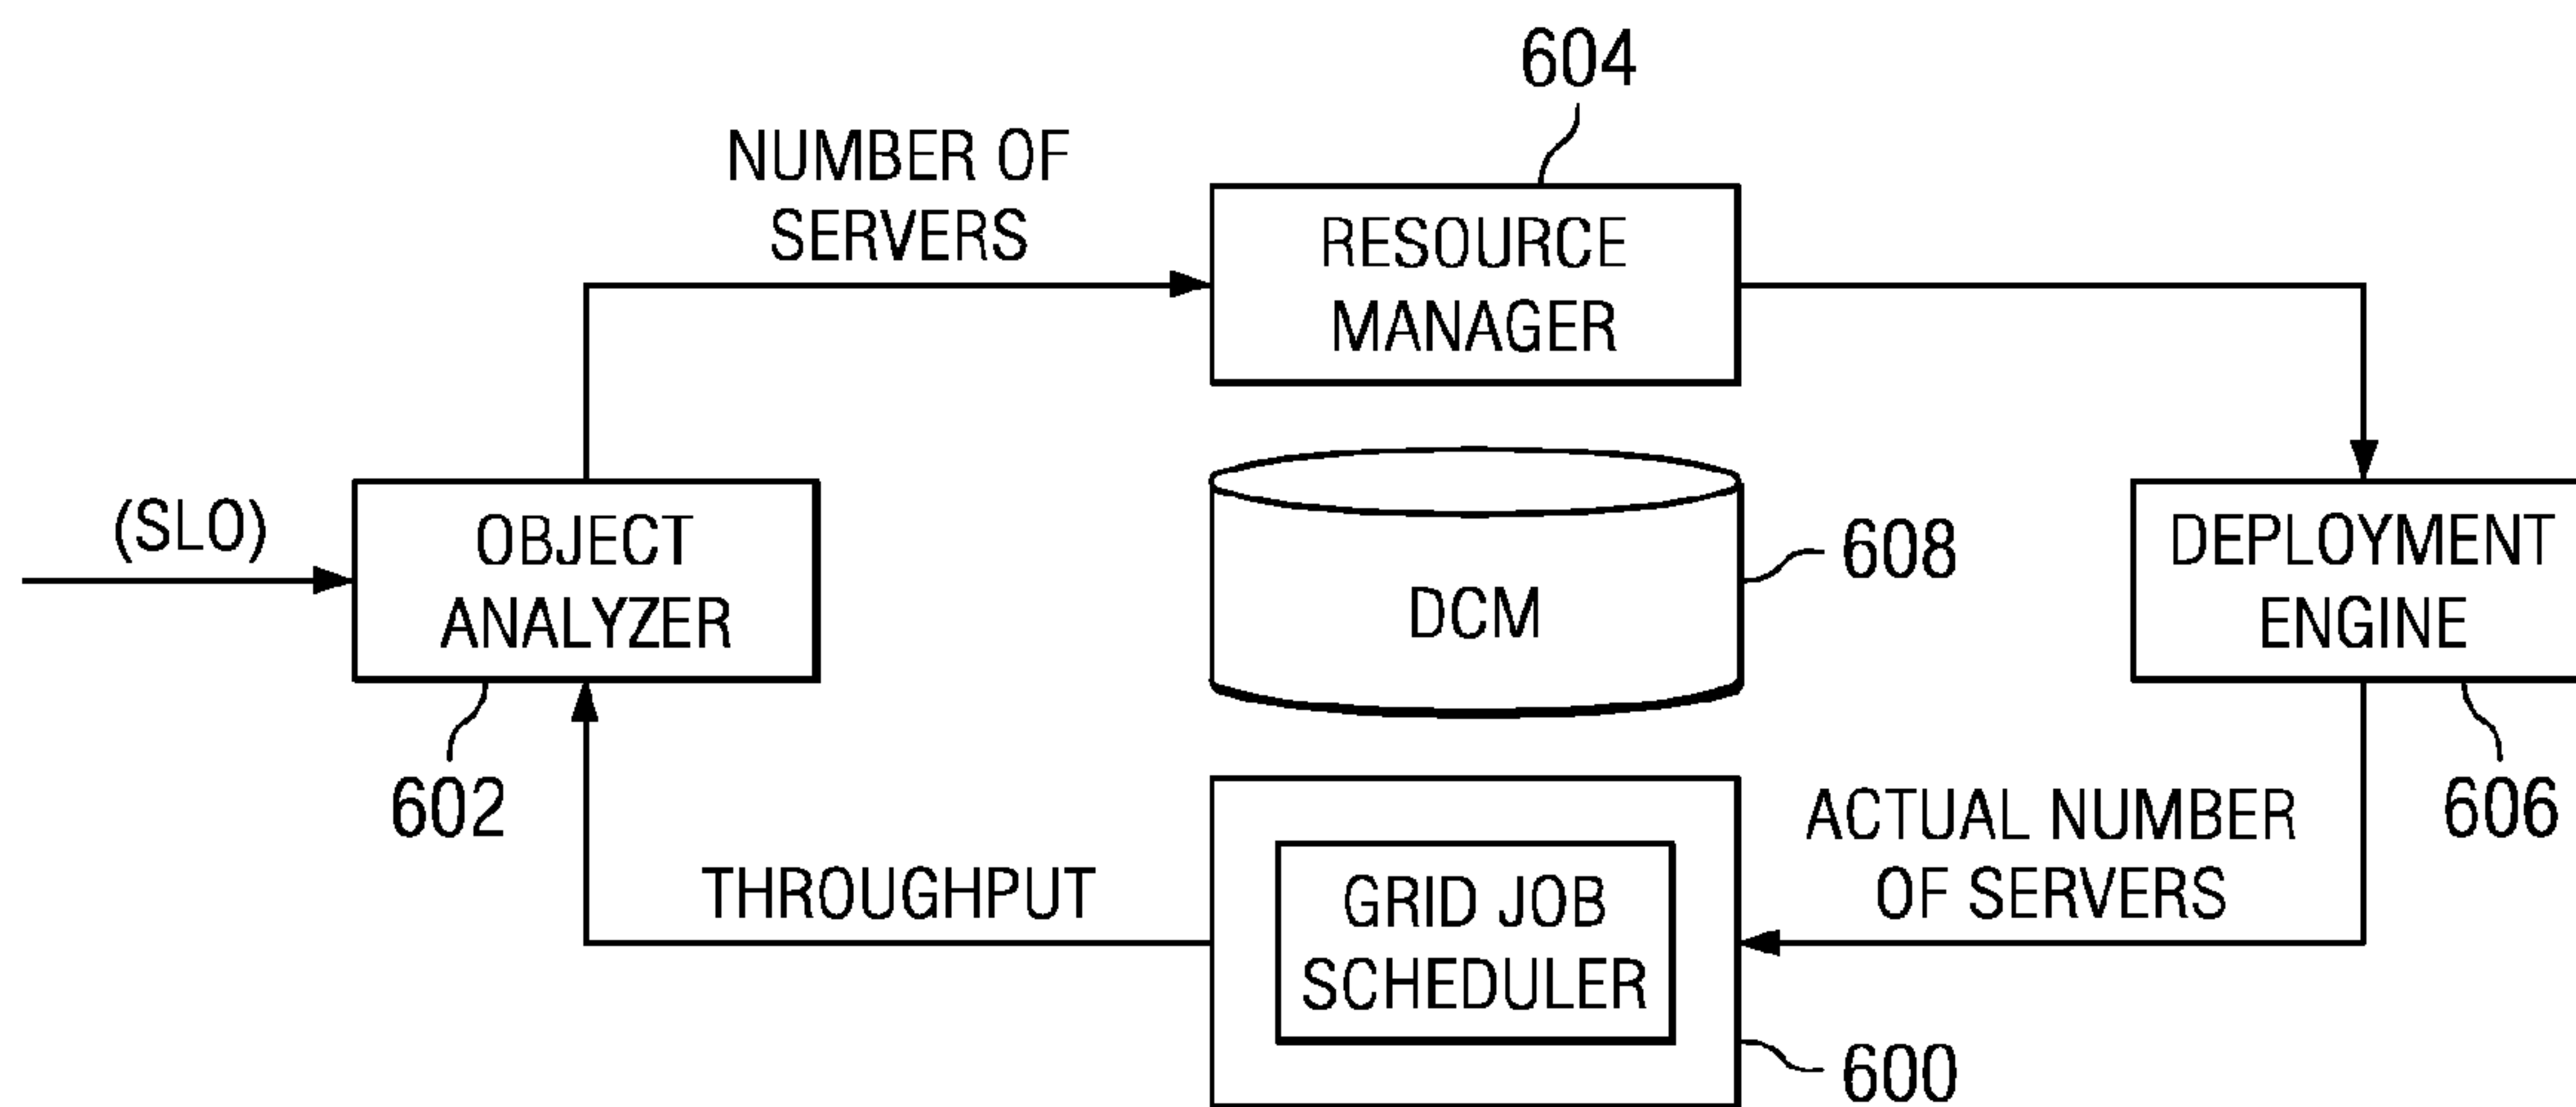 604
NUMBER OF
SERVERS
RESOURCE
MANAGER
(SLO)
OBJECT
ANALYZER
602
DCM
608
DEPLOYMENT
ENGINE
606
THROUGHPUT
GRID JOB
SCHEDULER
600
ACTUAL NUMBER
OF SERVERS